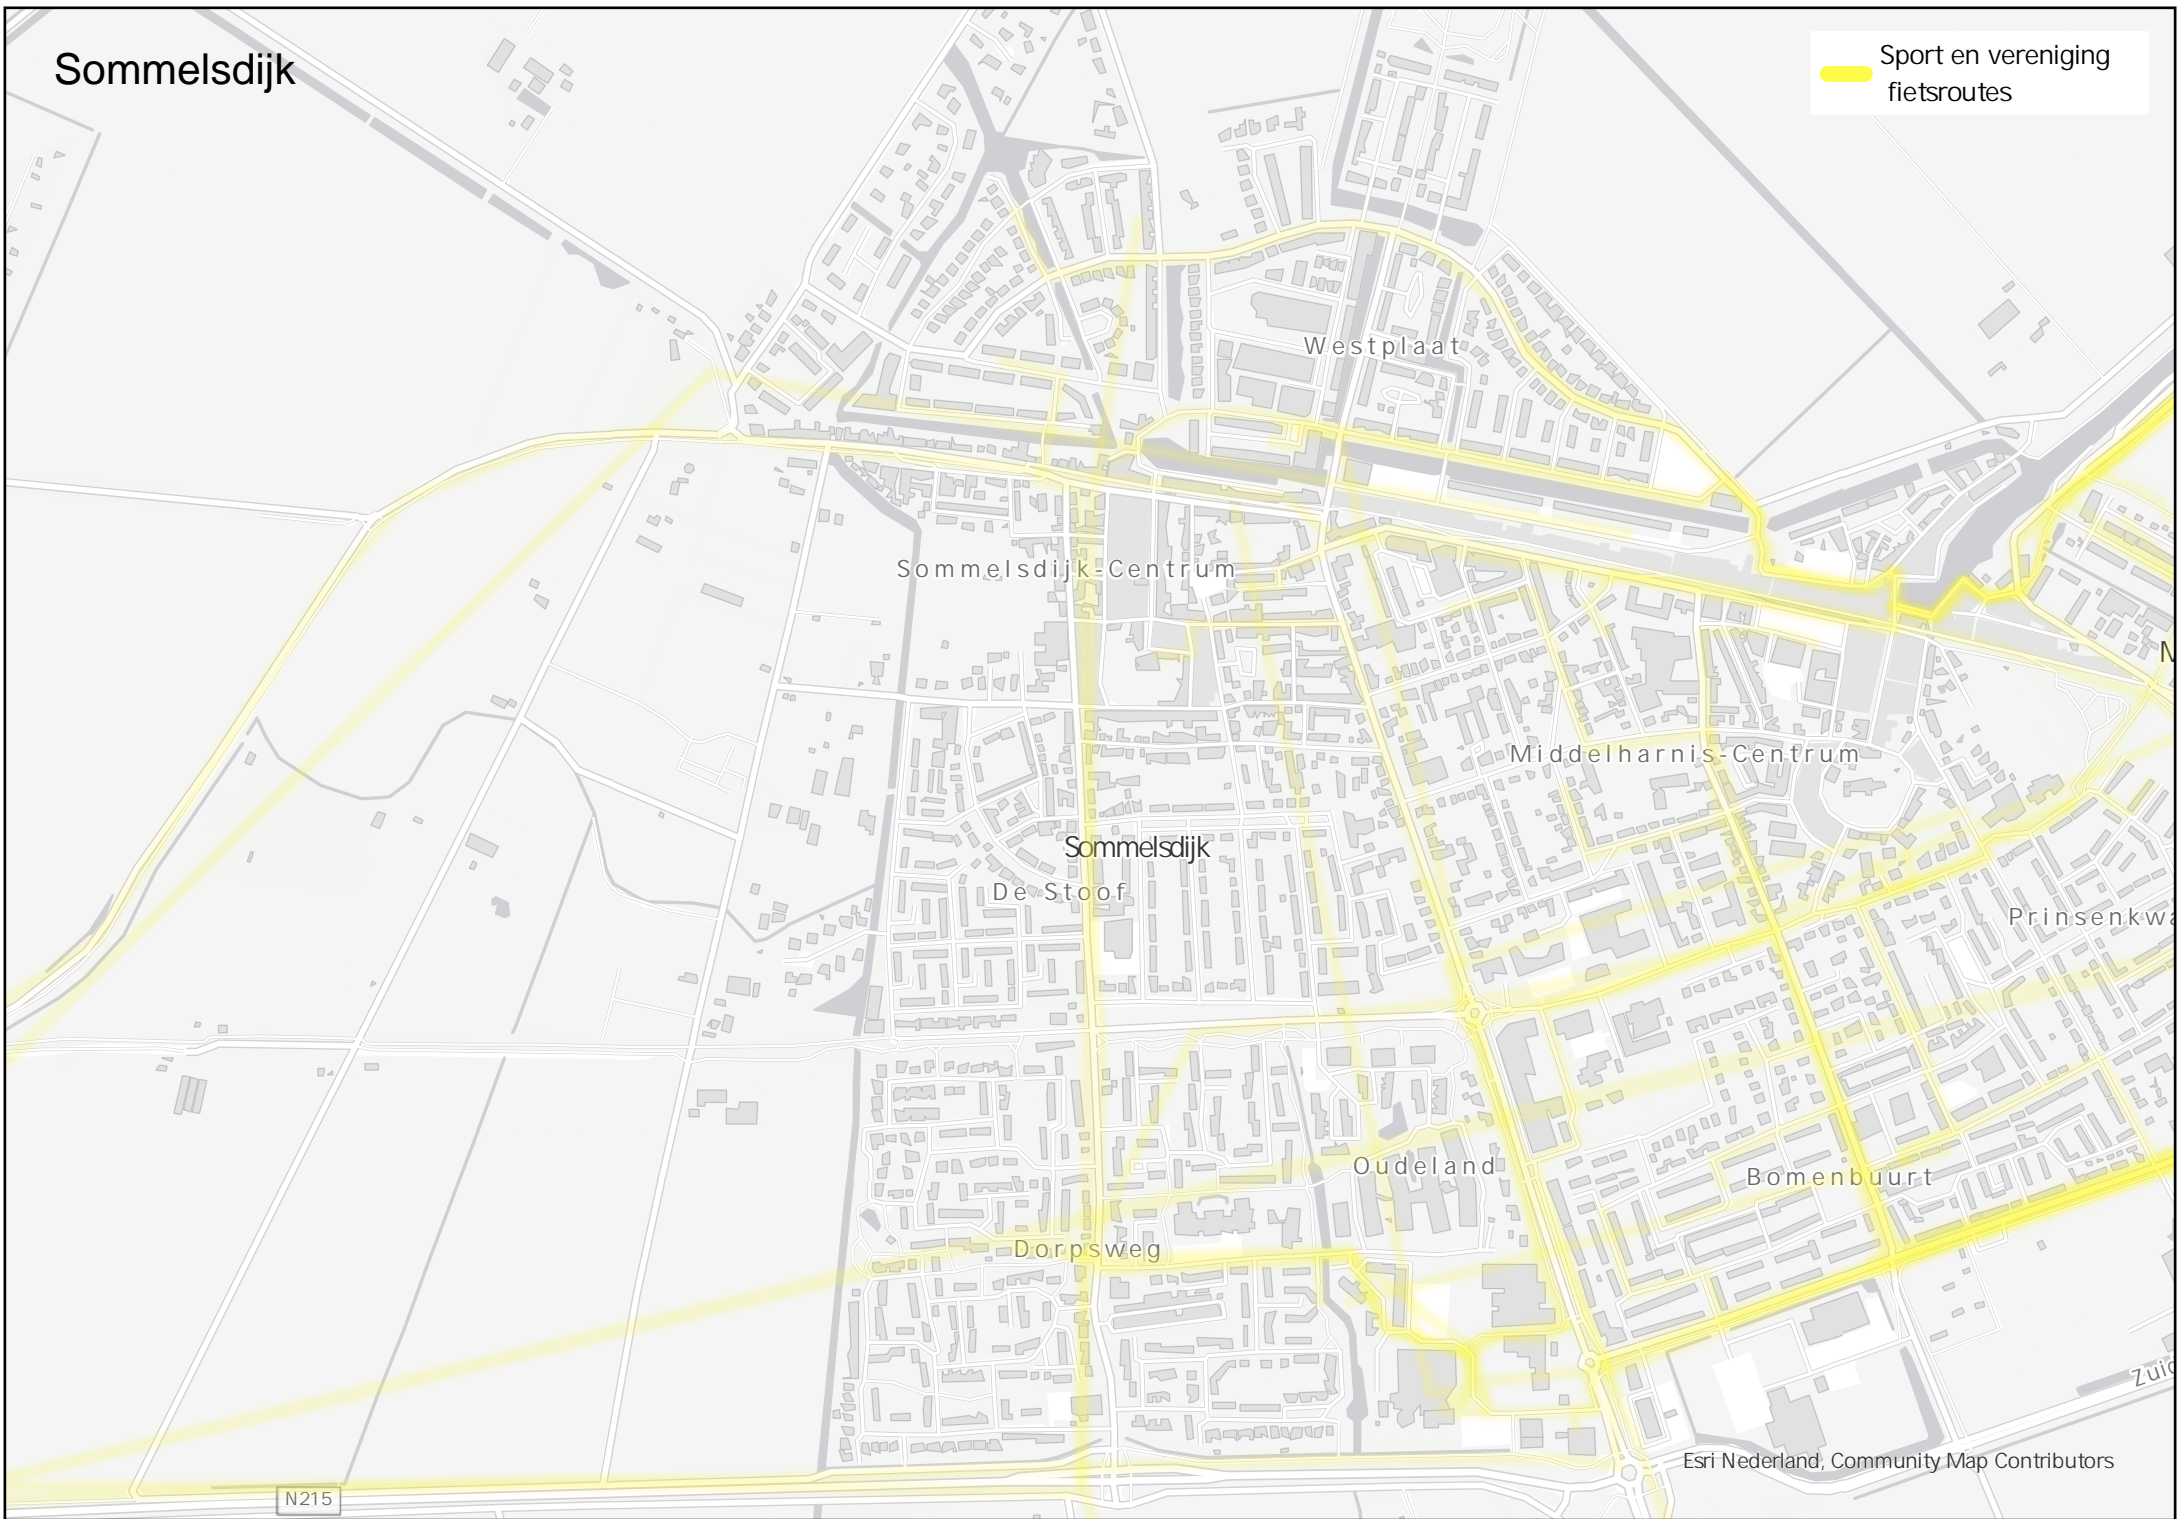 Sommelsdijk
Sport en vereniging
fietsroutes
Westplaat
Sommelsdijk-Centrum
M
Middelharnis-Centrum
Sommelsdijk
De Stoof
Prinsenkwa
Oudeland
Bomenbuurt
Dorpsweg
Zuid
Esri Nederland, Community Map Contributors
N215